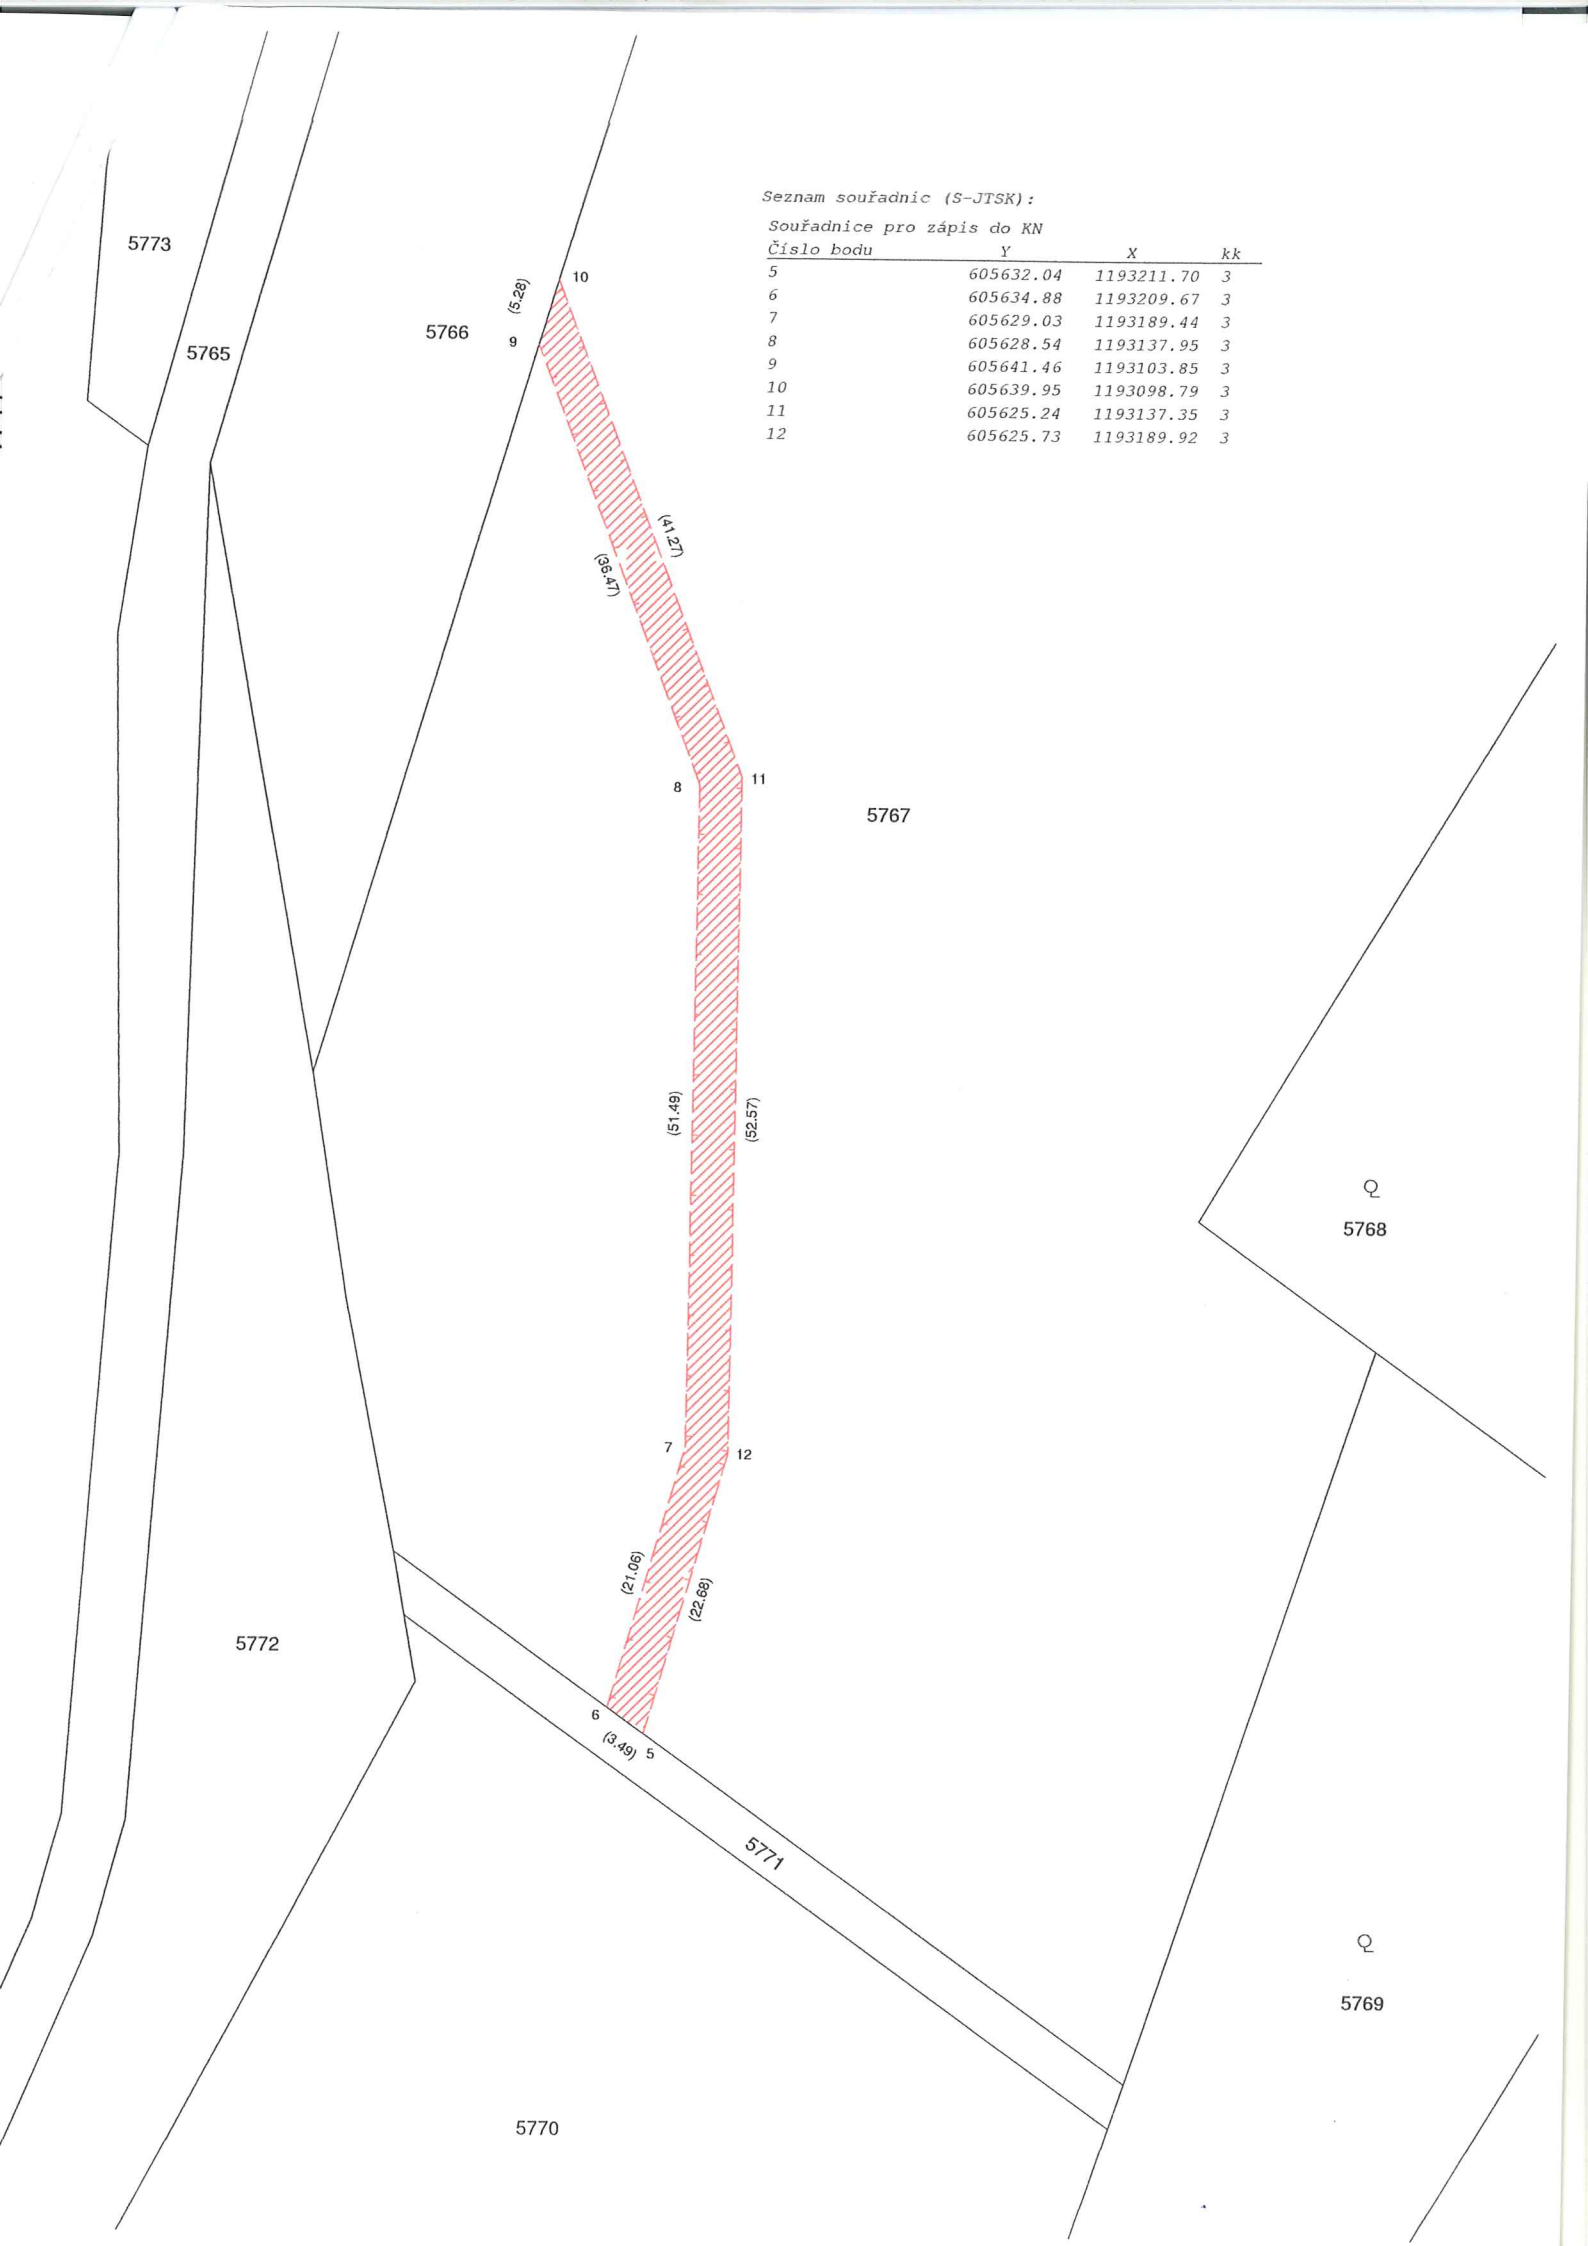 Seznam souřadnic (S-JTSK):
Souřadnice pro zápis do KN
Číslo bodu Y X kk
5 605632.04 1193211.70 3
6 605634.88 1193209.67 3
7 605629.03 1193189.44 3
8 605628.54 1193137.95 3
9 605641.46 1193103.85 3
10 605639.95 1193098.79 3
11 605625.24 1193137.35 3
12 605625.73 1193189.92 3
5773
10
(5.28)
5766
9
5765
(41.27)
(36.47)
8
11
5767
(51.49)
(52.57)
5768
7
12
(21.06)
(22.68)
5772
6
(3.49)
5
5771
5769
5770